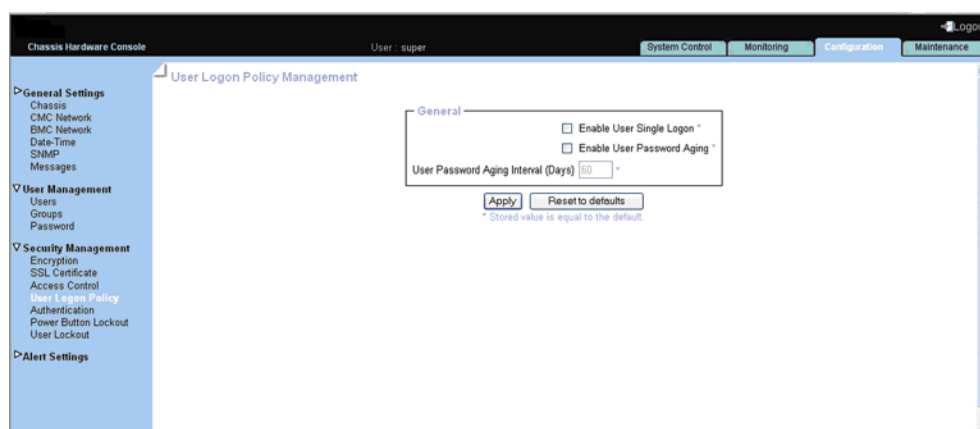 Logou
Chassis Hardware Console
User : super
System Control
Monitoring
Configuration
Maintenance
General Settings
Chassis
CMC Network
BMC Network
Date-Time
SNMP
Messages
User Management
Users
Groups
Password
Security Management
Encryption
SSL Certificate
Access Control
User Logon Policy
Authentication
Power Button Lockout
User Lockout
Alert Settings
User Logon Policy Management
General
Enable User Single Logon *
Enable User Password Aging *
User Password Aging Interval (Days) 60 *
Apply Reset to defaults
* Stored value is equal to the default.